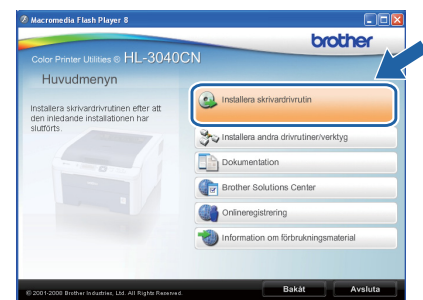 Macromedia Flash Player 8
brother
Color Printer Utilities ® HL-3040CN
Huvudmenyn
Installera skrivardrivrutinen efter att
den inledande installationen har
slutförts.
Installera skrivardrivrutin
Installera andra drivrutiner/verktyg
Dokumentation
Brother Solutions Center
Onlineregistrering
Information om förbrukningsmaterial
© 2001-2008 Brother Industries, Ltd. All Rights Reserved.
Bakåt
Avsluta